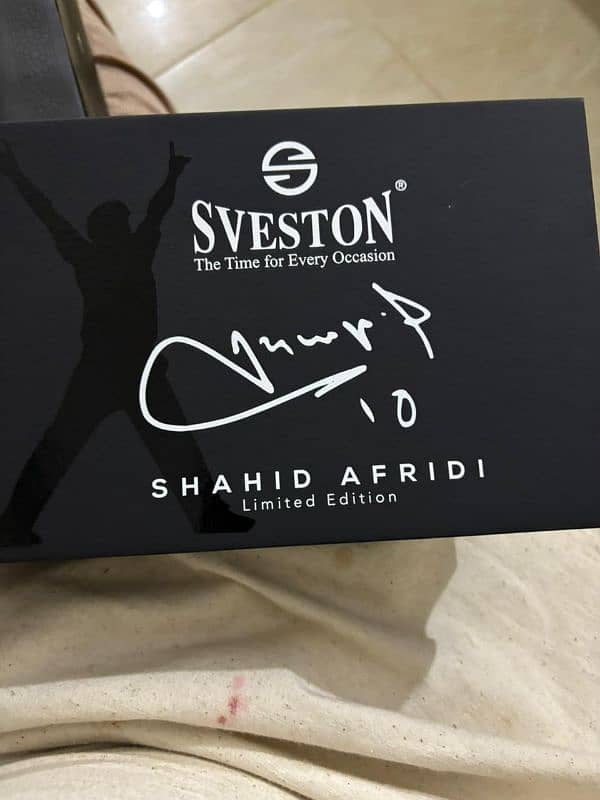 SVESTON®
The Time for Every Occasion
10
SHAHID AFRIDI
Limited Edition